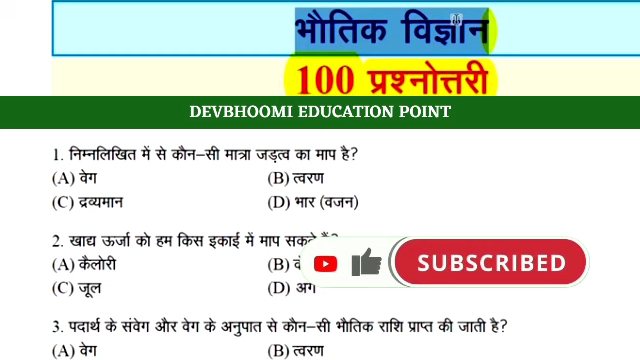 भौतिक विज्ञान
100 प्रश्नोत्तरी
DEVBHOOMI EDUCATION POINT
1. निम्नलिखित में से कौन–सी मात्रा जड़त्व का माप है?
(A) वेग (B) त्वरण
(C) द्रव्यमान (D) भार (वजन)
2. खाद्य ऊर्जा को हम किस इकाई में माप सकते हैं?
(A) कैलोरी (B)
(C) जूल (D)
SUBSCRIBED
3. पदार्थ के संवेग और वेग के अनुपात से कौन–सी भौतिक राशि प्राप्त की जाती है?
(A) वेग (B) त्वरण